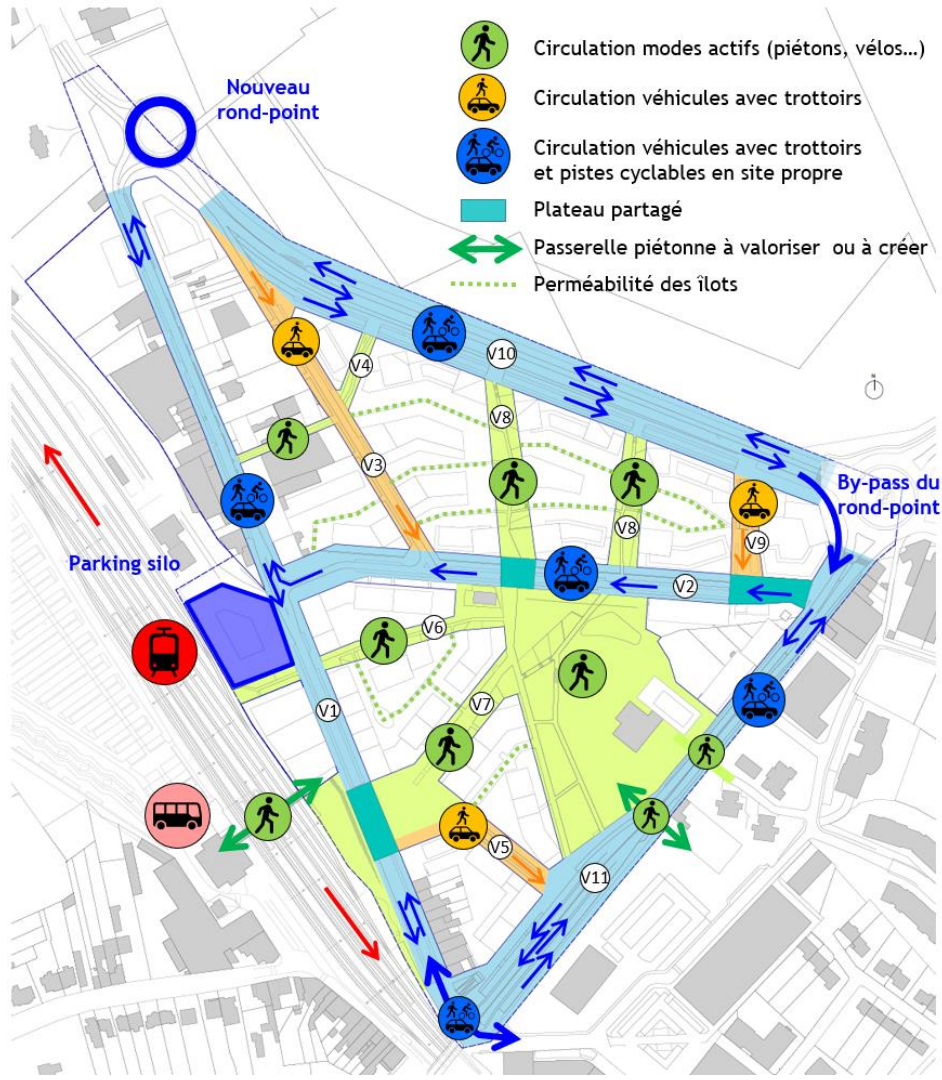 Circulation modes actifs (piétons, vélos…)
Nouveau
rond-point
Circulation véhicules avec trottoirs
Circulation véhicules avec trottoirs
et pistes cyclables en site propre
Plateau partagé
Passerelle piétonne à valoriser ou à créer
Perméabilité des îlots
N
V10
V4
V8
V3
By-pass du
rond-point
V8
V9
Parking silo
V2
V6
V1
V7
V5
V11